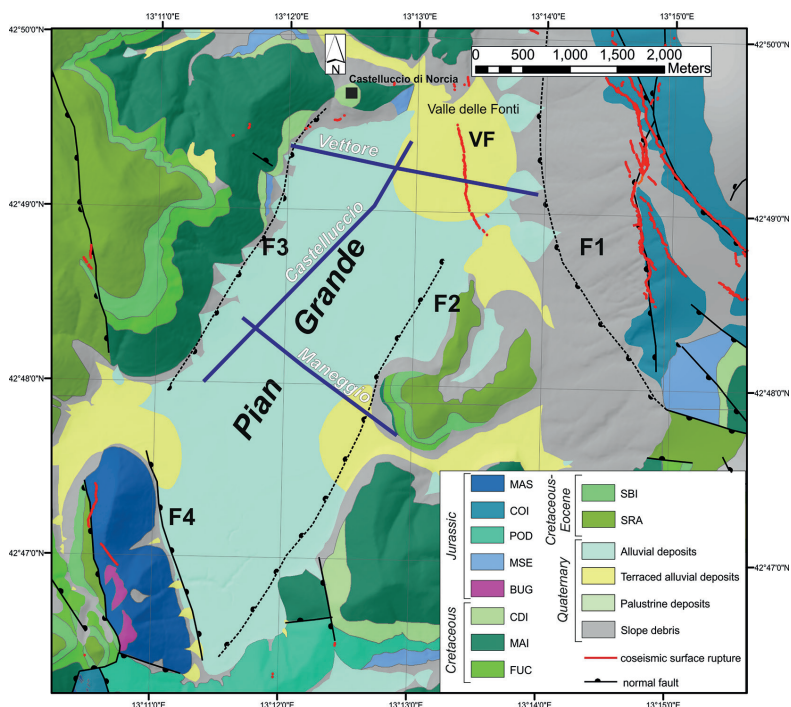 13°11'0"E 13°12'0"E 13°13'0"E 13°14'0"E 13°15'0"E
42°50'0"N
42°50'0"N
0 500 1,000 1,500 2,000
Meters
N
Castelluccio di Norcia
Valle delle Fonti
Vettore
VF
42°49'0"N
42°49'0"N
Castelluccio
F3
F1
Grande
F2
42°48'0"N
42°48'0"N
Maneggio
Pian
F4
42°47'0"N
42°47'0"N
Jurassic
MAS
COI
POD
MSE
BUG
Cretaceous
CDI
MAI
FUC
Cretaceous-
Eocene
SBI
SRA
Quaternary
Alluvial deposits
Terraced alluvial deposits
Palustrine deposits
Slope debris
coseismic surface rupture
normal fault
13°11'0"E 13°12'0"E 13°13'0"E 13°14'0"E 13°15'0"E